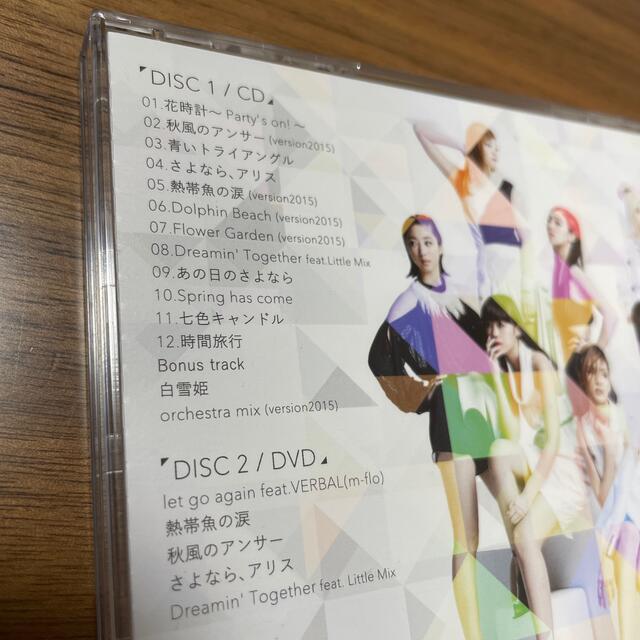 DISC 1 / CD
01.花時計～ Party's on! ～
02.秋風のアンサー (version2015)
03.青いトライアングル
04.さよなら、アリス
05.熱帯魚の涙 (version2015)
06.Dolphin Beach (version2015)
07.Flower Garden (version2015)
08.Dreamin' Together feat.Little Mix
09.あの日のさよなら
10.Spring has come
11.七色キャンドル
12.時間旅行
Bonus track
白雪姫
orchestra mix (version2015)
DISC 2 / DVD
let go again feat.VERBAL(m-flo)
熱帯魚の涙
秋風のアンサー
さよなら、アリス
Dreamin' Together feat. Little Mix